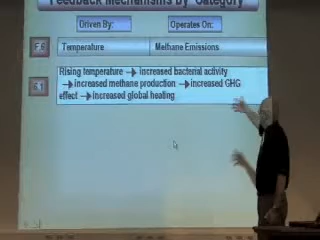 Feedback Mechanisms by Category
Driven By: Operates On:
Temperature Methane Emissions
Rising temperature → increased bacterial activity
→ increased methane production → increased GHG
effect → increased global heating